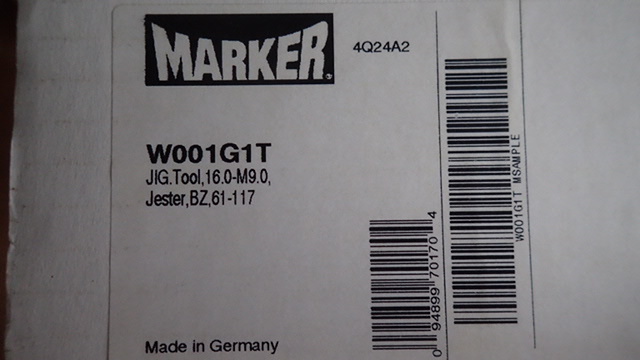 MARKER
4Q24A2
W001G1T
JIG.Tool,16.0-M9.0,
Jester,BZ,61-117
Made in Germany
0 94899 70170 4
W001G1T MSAMPLE